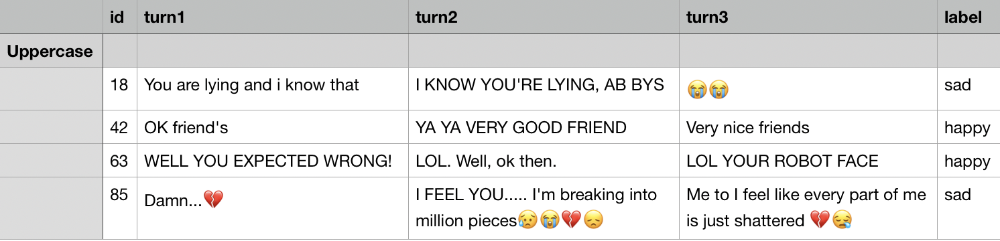 id turn1 turn2 turn3 label
Uppercase
18 You are lying and i know that I KNOW YOU'RE LYING, AB BYS 😭😭 sad
42 OK friend's YA YA VERY GOOD FRIEND Very nice friends happy
63 WELL YOU EXPECTED WRONG! LOL. Well, ok then. LOL YOUR ROBOT FACE happy
85 Damn...💔 I FEEL YOU..... I'm breaking into Me to I feel like every part of me sad
million pieces😥😭💔😞 is just shattered 💔😪